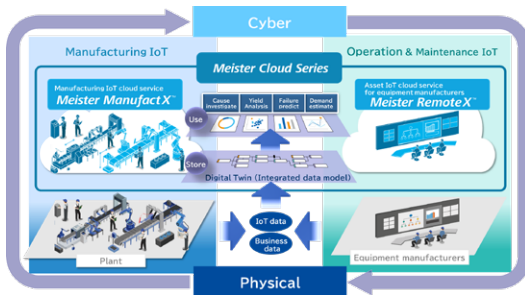 Cyber
Manufacturing IoT
Operation & Maintenance IoT
Meister Cloud Series
Manufacturing IoT cloud service
Meister ManufactX™
Asset IoT cloud service
for equipment manufacturers
Meister RemoteX™
Cause
investigate
Yield
Analysis
Failure
predict
Demand
estimate
Use
Store
Digital Twin (Integrated data model)
IoT data
Business
data
Plant
Equipment manufacturers
Physical